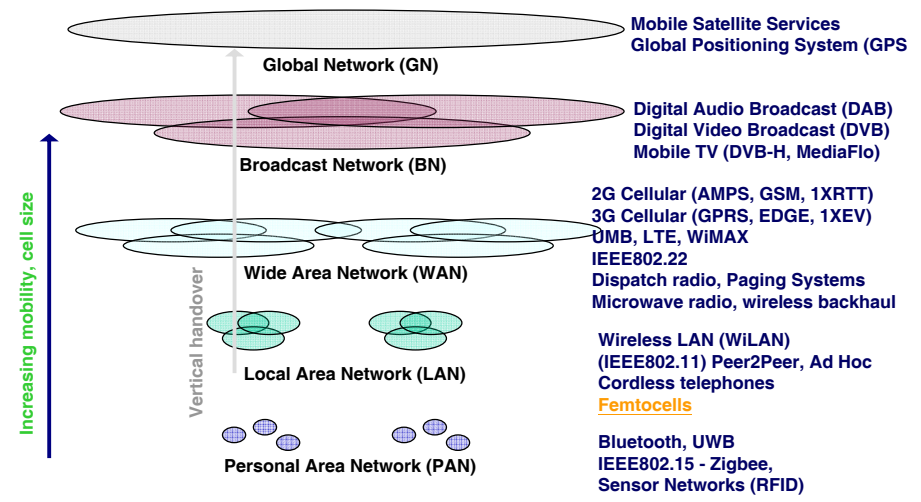 Mobile Satellite Services
Global Positioning System (GPS
Global Network (GN)
Digital Audio Broadcast (DAB)
Digital Video Broadcast (DVB)
Mobile TV (DVB-H, MediaFlo)
Broadcast Network (BN)
2G Cellular (AMPS, GSM, 1XRTT)
3G Cellular (GPRS, EDGE, 1XEV)
UMB, LTE, WiMAX
IEEE802.22
Dispatch radio, Paging Systems
Microwave radio, wireless backhaul
Wide Area Network (WAN)
Wireless LAN (WiLAN)
(IEEE802.11) Peer2Peer, Ad Hoc
Cordless telephones
Femtocells
Local Area Network (LAN)
Bluetooth, UWB
IEEE802.15 - Zigbee,
Sensor Networks (RFID)
Personal Area Network (PAN)
Increasing mobility, cell size
Vertical handover